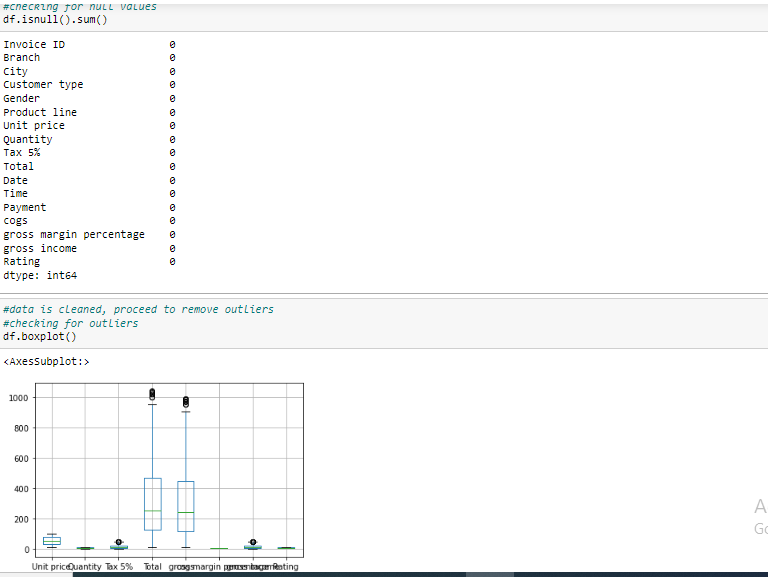 #checking for null values
df.isnull().sum()
Invoice ID 0
Branch 0
City 0
Customer type 0
Gender 0
Product line 0
Unit price 0
Quantity 0
Tax 5% 0
Total 0
Date 0
Time 0
Payment 0
cogs 0
gross margin percentage 0
gross income 0
Rating 0
dtype: int64
#data is cleaned, proceed to remove outliers
#checking for outliers
df.boxplot()
<AxesSubplot:>
1000
800
600
400
200
0
Unit price Quantity Tax 5% Total cogs gross margin percentage gross income Rating
A
Go